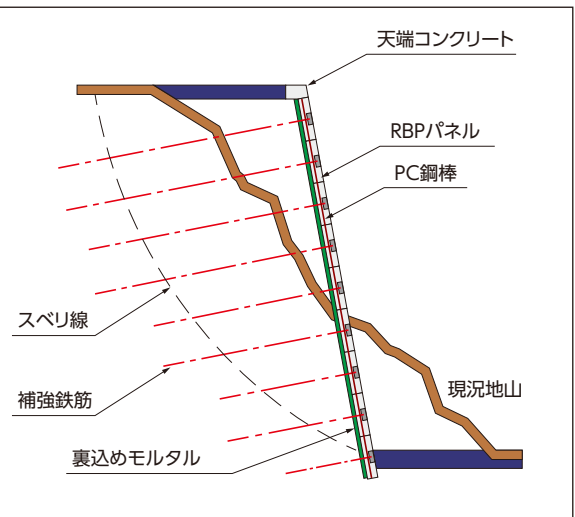 天端コンクリート
RBPパネル
PC鋼棒
スベリ線
現況地山
補強鉄筋
裏込めモルタル